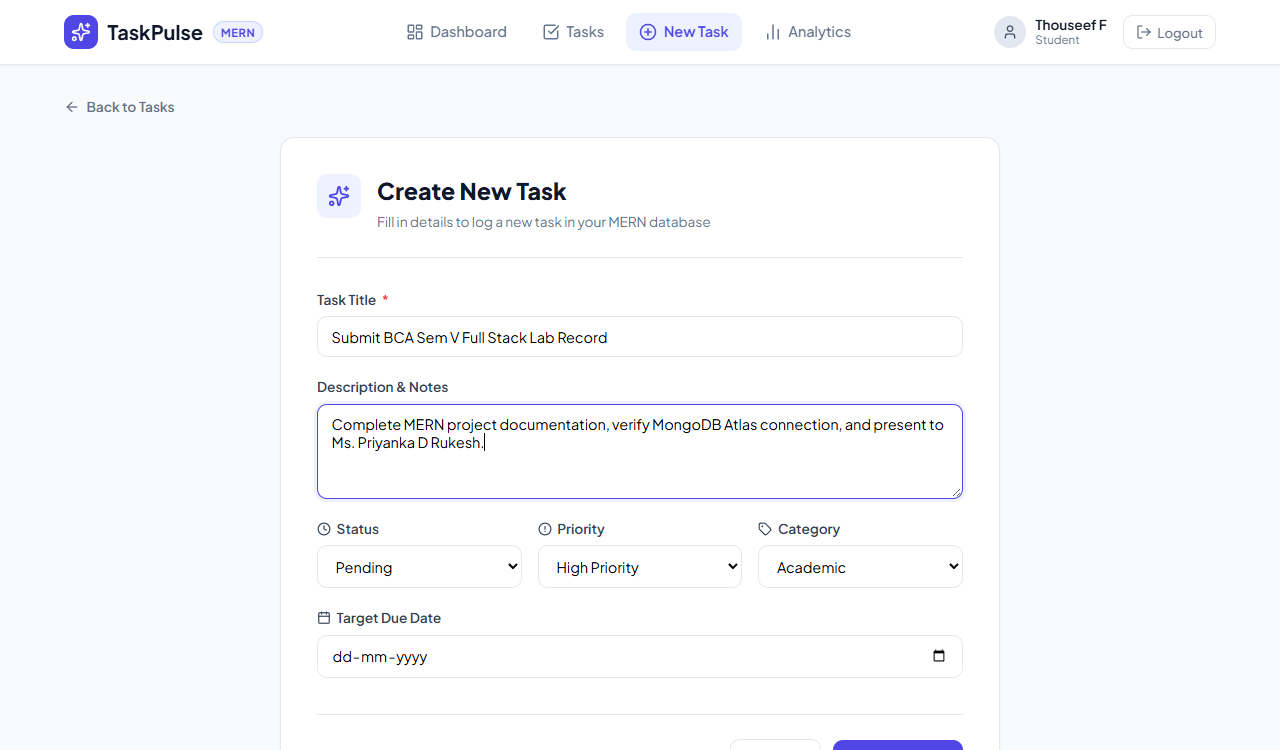 TaskPulse MERN
Dashboard
Tasks
New Task
Analytics
Thouseef F
Student
Logout
Back to Tasks
Create New Task
Fill in details to log a new task in your MERN database
Task Title *
Submit BCA Sem V Full Stack Lab Record
Description & Notes
Complete MERN project documentation, verify MongoDB Atlas connection, and present to
Ms. Priyanka D Rukesh.
Status
Priority
Category
Pending
High Priority
Academic
Target Due Date
dd-mm-yyyy